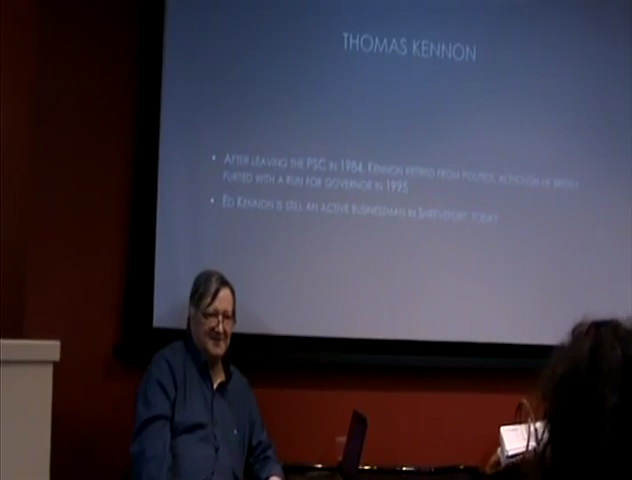 THOMAS KENNON
• AFTER LEAVING THE PSC IN 1984, KENNON RETIRED FROM POLITICS, ALTHOUGH HE BRIEFLY
FLIRTED WITH A RUN FOR GOVERNOR IN 1995
• ED KENNON IS STILL AN ACTIVE BUSINESSMAN IN SHREVEPORT TODAY